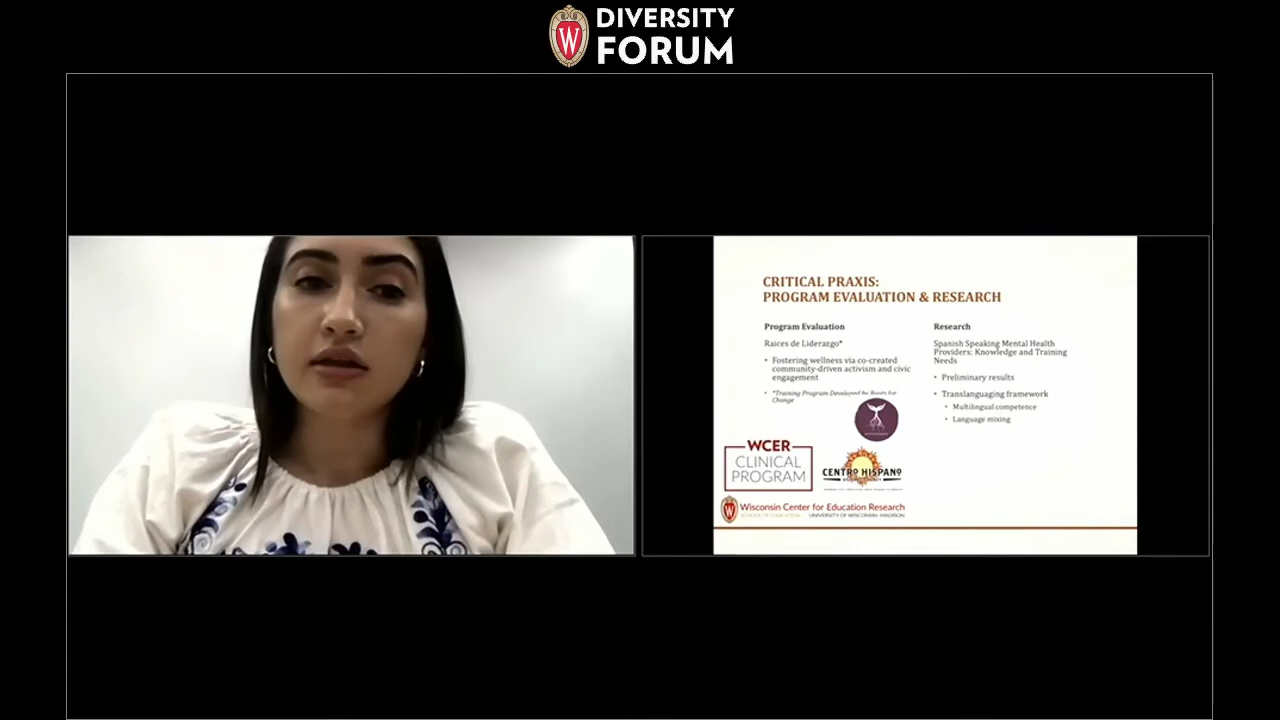 DIVERSITY
FORUM
CRITICAL PRAXIS:
PROGRAM EVALUATION & RESEARCH
Program Evaluation
Raices de Liderazgo*
• Fostering wellness via co-created
community-driven activism and civic
engagement
• *Training Program Developed by Roots for
Change
Research
Spanish Speaking Mental Health
Providers: Knowledge and Training
Needs
• Preliminary results
• Translanguaging framework
• Multilingual competence
• Language mixing
WCER
CLINICAL
PROGRAM
CENTRO HISPANO
W Wisconsin Center for Education Research
SCHOOL OF EDUCATION UNIVERSITY OF WISCONSIN-MADISON